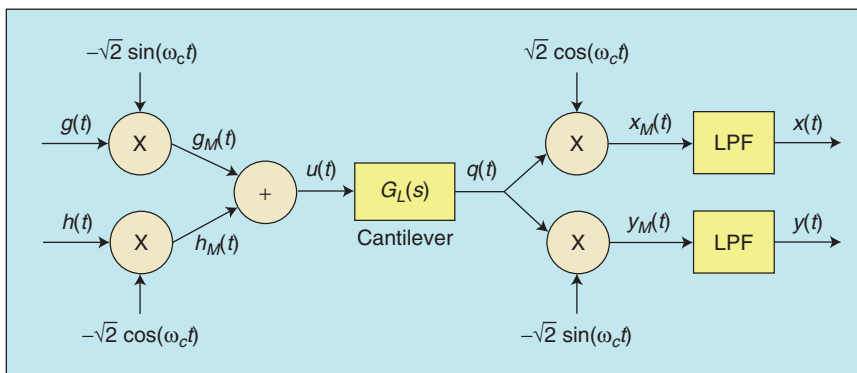 −√2 sin(ω_c t)
√2 cos(ω_c t)
g(t)
X
g_M(t)
X
x_M(t)
LPF
x(t)
+
u(t)
G_L(s)
q(t)
Cantilever
h(t)
X
h_M(t)
X
y_M(t)
LPF
y(t)
−√2 cos(ω_c t)
−√2 sin(ω_c t)